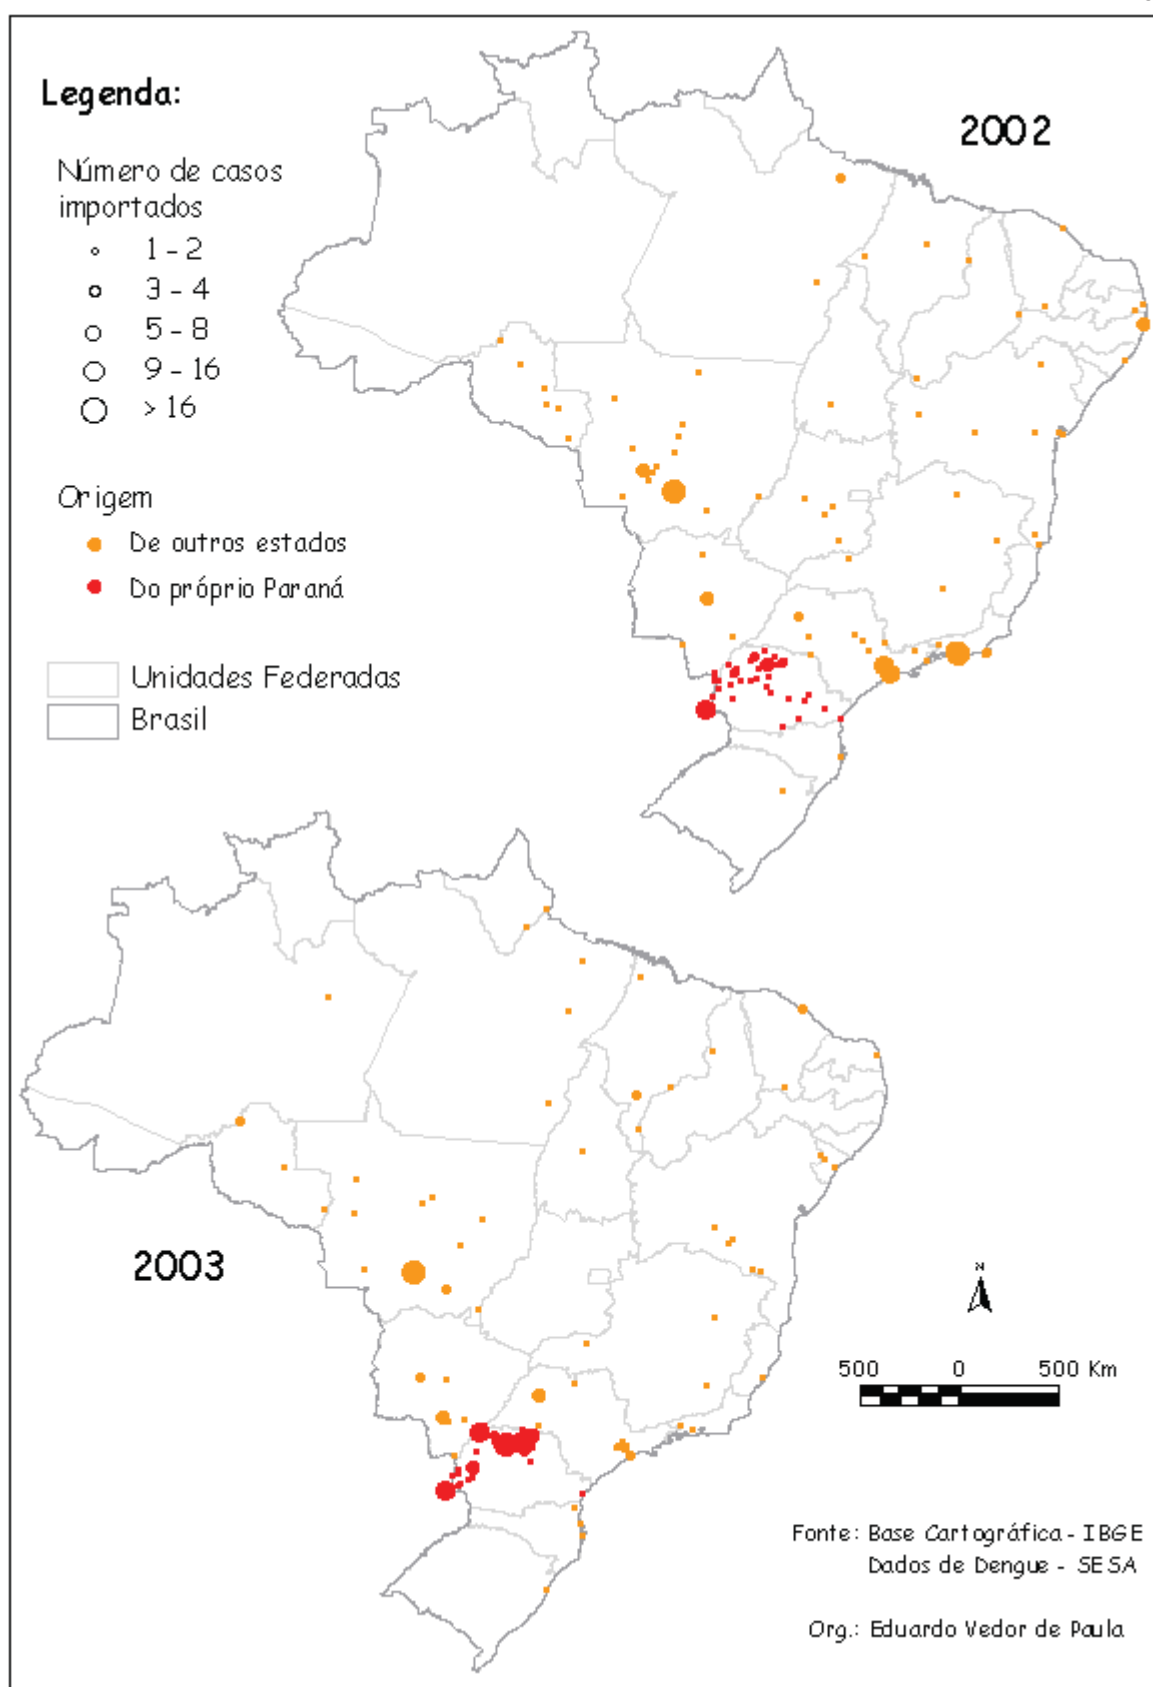 Legenda:
2002
Número de casos
importados
1 - 2
3 - 4
5 - 8
9 - 16
> 16
Origem
De outros estados
Do próprio Paraná
Unidades Federadas
Brasil
2003
N
500 0 500 Km
Fonte: Base Cartográfica - IBGE
Dados de Dengue - SESA
Org.: Eduardo Vedor de Paula